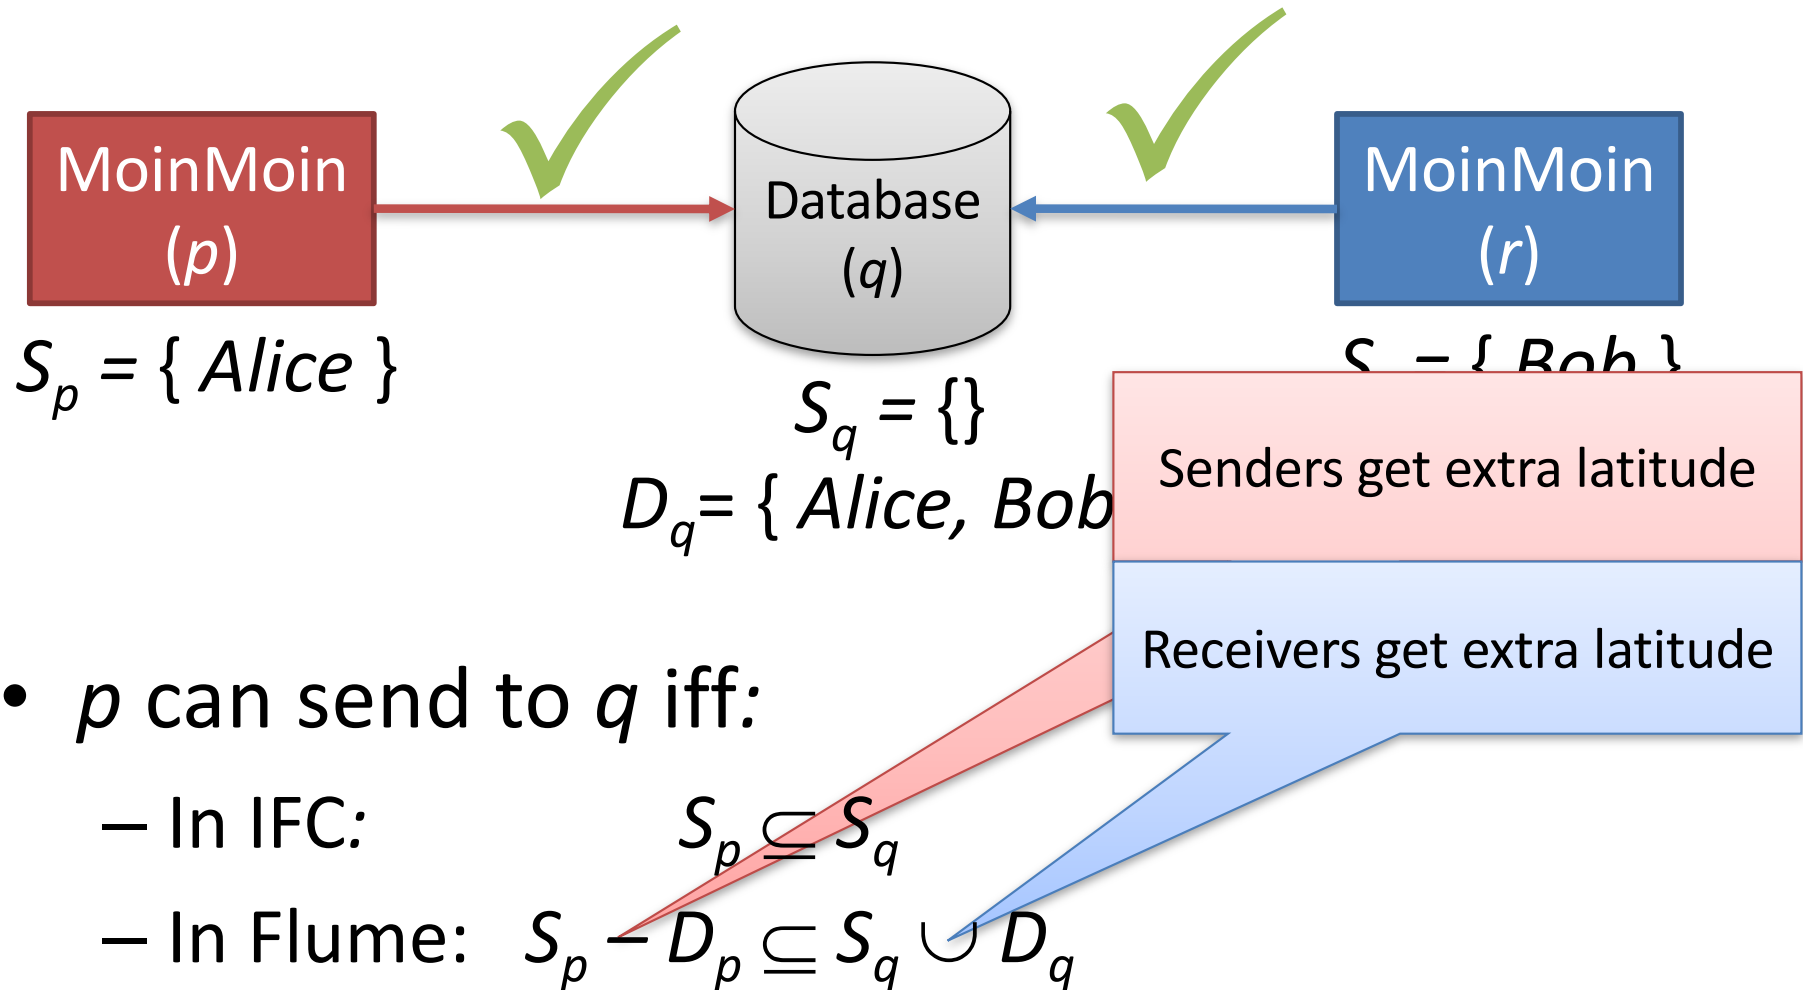 MoinMoin
(p)
Database
(q)
MoinMoin
(r)
Sp = { Alice }
S = { Bob }
Sq = {}
Dq= { Alice, Bob
Senders get extra latitude
Receivers get extra latitude
• p can send to q iff:
– In IFC: Sp ⊆ Sq
– In Flume: Sp – Dp ⊆ Sq ∪ Dq